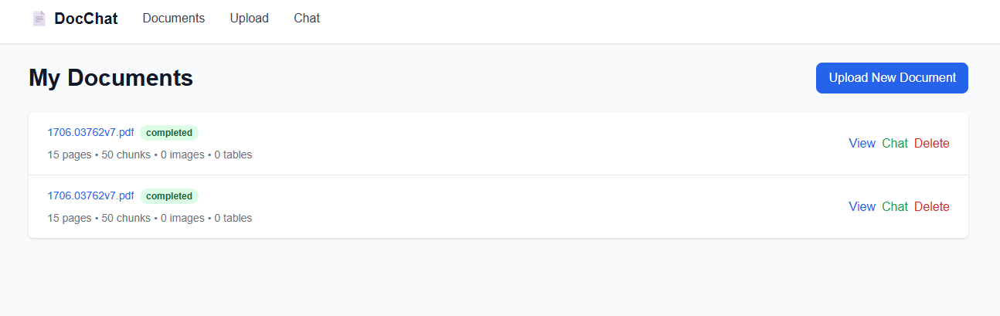 DocChat Documents Upload Chat
My Documents Upload New Document
1706.03762v7.pdf completed
15 pages • 50 chunks • 0 images • 0 tables
View Chat Delete
1706.03762v7.pdf completed
15 pages • 50 chunks • 0 images • 0 tables
View Chat Delete